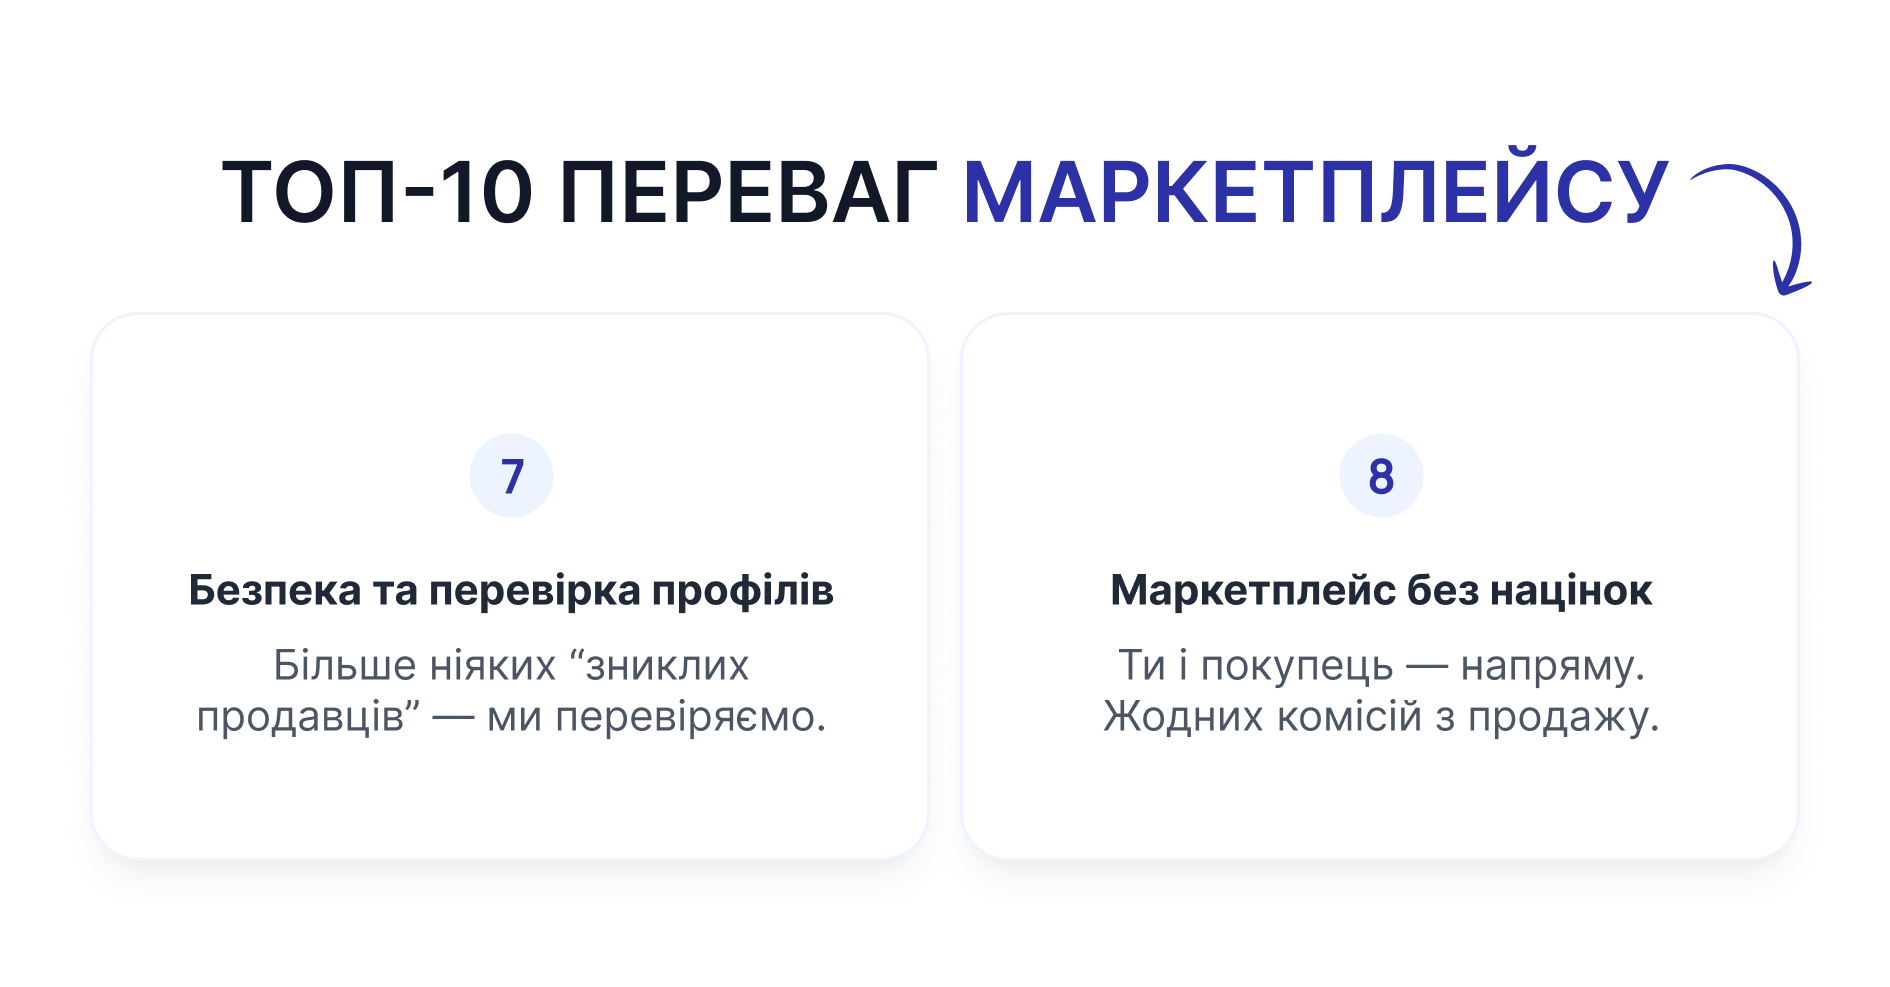 ТОП-10 ПЕРЕВАГ МАРКЕТПЛЕЙСУ
7
Безпека та перевірка профілів
Більше ніяких “зниклих
продавців” — ми перевіряємо.
8
Маркетплейс без націнок
Ти і покупець — напряму.
Жодних комісій з продажу.